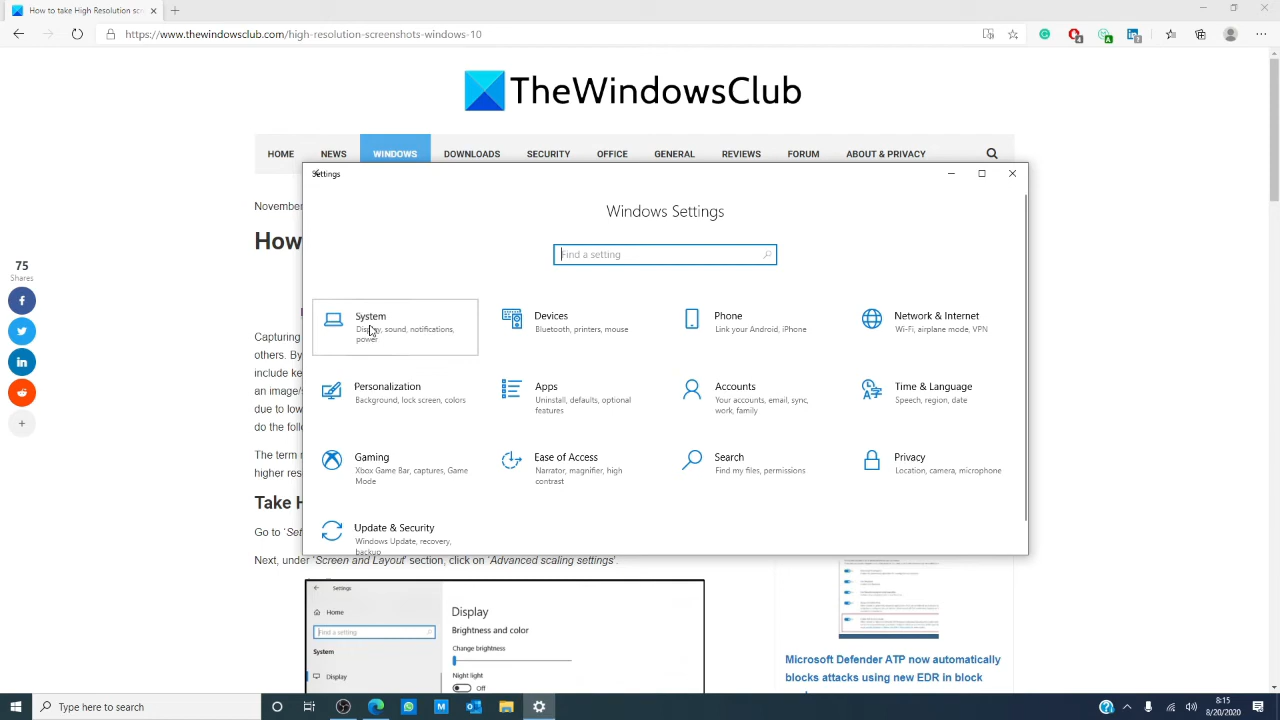 How to take High Resolution scr
https://www.thewindowsclub.com/high-resolution-screenshots-windows-10
TheWindowsClub
HOME NEWS WINDOWS DOWNLOADS SECURITY OFFICE GENERAL REVIEWS FORUM ABOUT & PRIVACY
Settings
Windows Settings
Find a setting
System
Display, sound, notifications,
power
Devices
Bluetooth, printers, mouse
Phone
Link your Android, iPhone
Network & Internet
Wi-Fi, airplane mode, VPN
Personalization
Background, lock screen, colors
Apps
Uninstall, defaults, optional
features
Accounts
Your accounts, email, sync,
work, family
Time & Language
Speech, region, date
Gaming
Xbox Game Bar, captures, Game
Mode
Ease of Access
Narrator, magnifier, high
contrast
Search
Find my files, permissions
Privacy
Location, camera, microphone
Update & Security
Windows Update, recovery,
backup
75
Shares
Novem
How
Capturing
others. By
include ke
an image/s
due to low
do the follo
The term
higher res
Take H
Go to 'Set
Next, under 'Screen and Layout' section, click on 'Advanced scaling settings'.
Settings
Home
Find a setting
System
Display
Display
Brightness and color
Change brightness
Night light
Off
Microsoft Defender ATP now automatically
blocks attacks using new EDR in block
Type here to search
8:15
8/20/2020